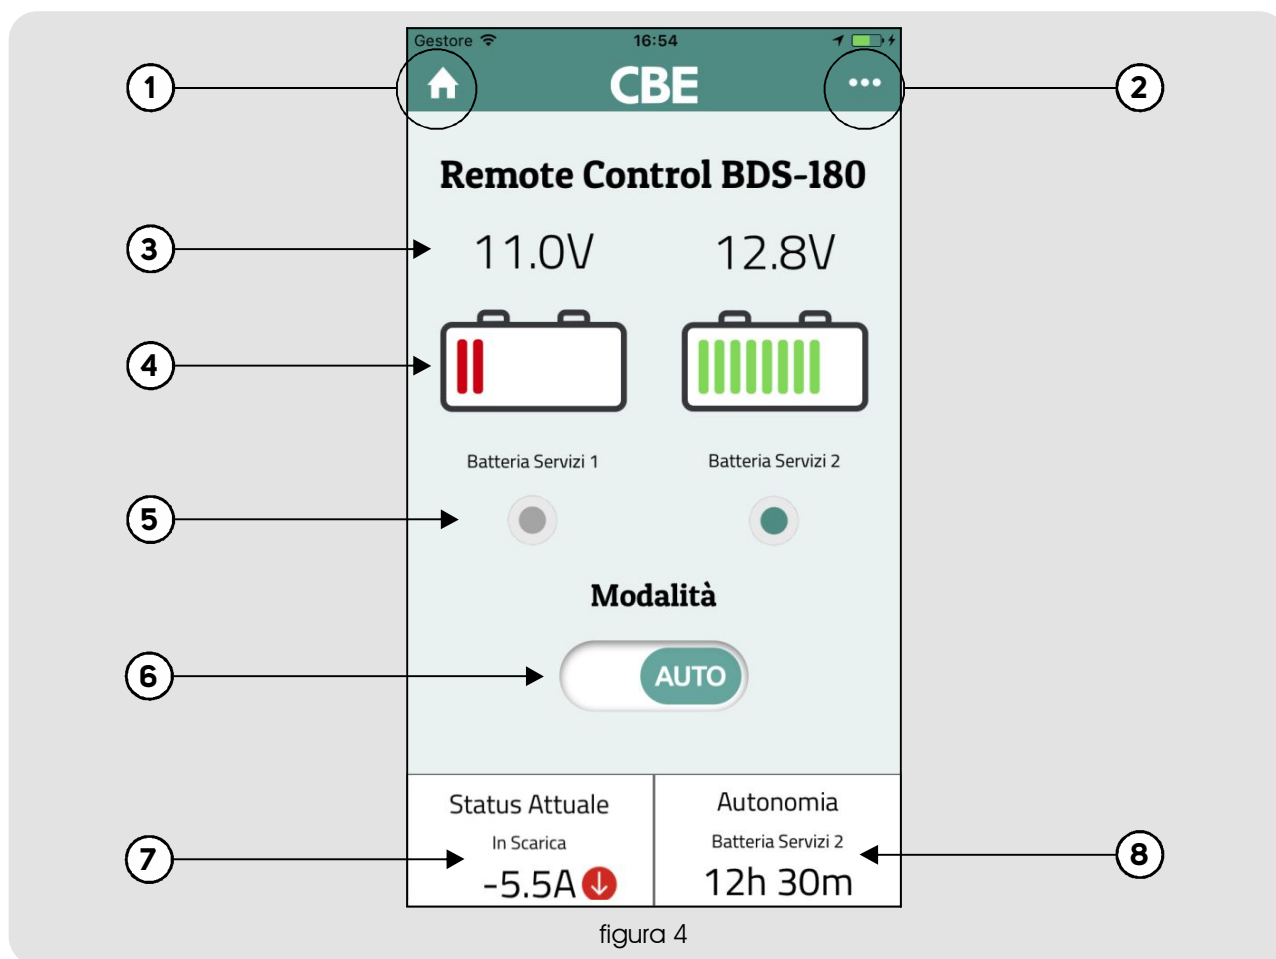 Gestore 16:54
1 CBE 2
Remote Control BDS-180
3 11.0V 12.8V
4
Batteria Servizi 1 Batteria Servizi 2
5
Modalità
6 AUTO
Status Attuale Autonomia
In Scarica Batteria Servizi 2
7 8
-5.5A 12h 30m
figura 4